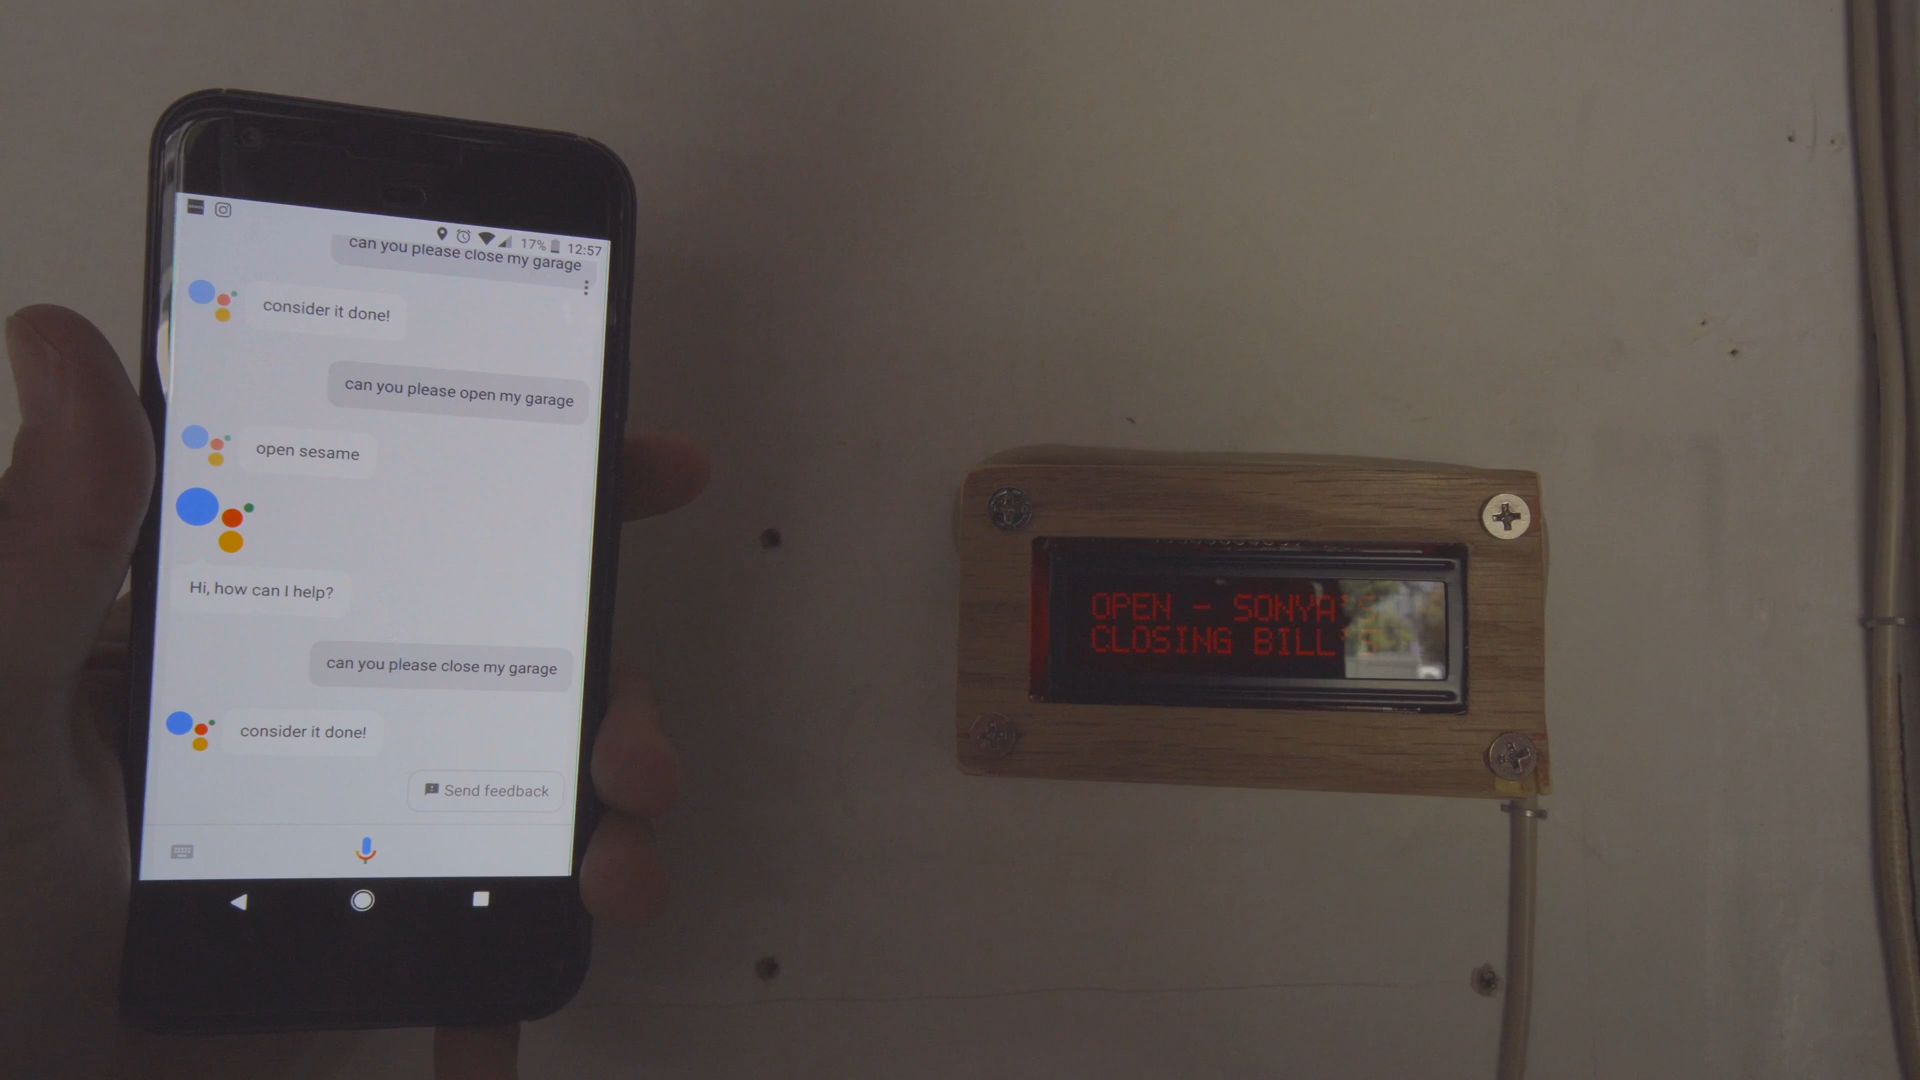 17% 12:57
can you please close my garage
consider it done!
can you please open my garage
open sesame
Hi, how can I help?
can you please close my garage
consider it done!
Send feedback
OPEN - SONYA'S
CLOSING BILL'